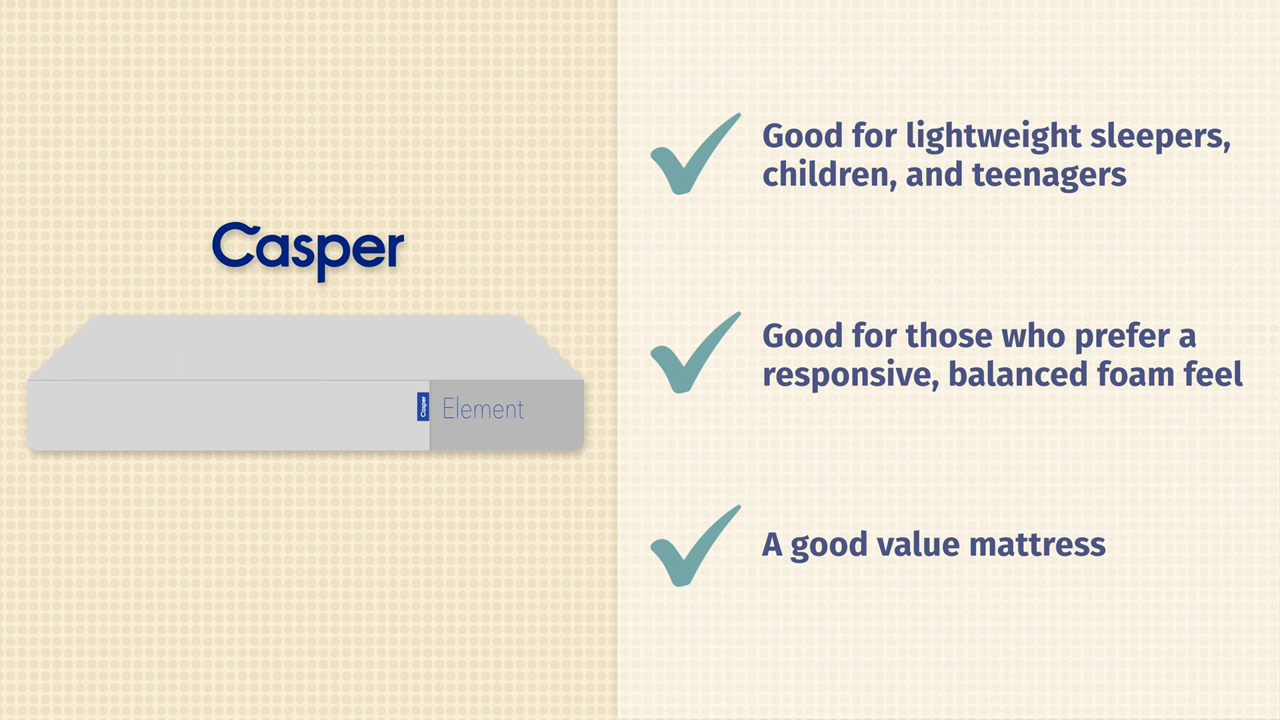 Casper
Casper
Element
Good for lightweight sleepers,
children, and teenagers
Good for those who prefer a
responsive, balanced foam feel
A good value mattress